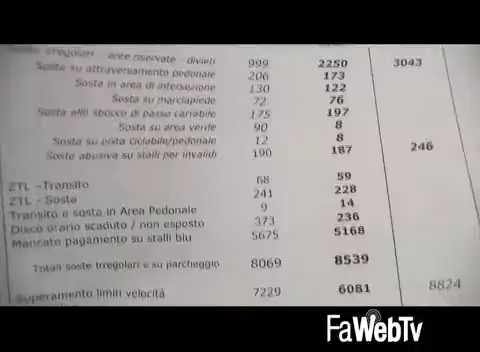 Soste irregolari - aree riservate - divieti 999 2250 3043
Sosta su attraversamento pedonale 206 173
Sosta in area di intersezione 130 122
Sosta su marciapiede 72 76
Sosta allo sbocco di passo carrabile 175 197
Sosta su area verde 90 8
Sosta su pista ciclabile/pedonale 12 8
Sosta abusiva su stalli per invalidi 190 187 246
ZTL -Transito 68 59
ZTL - Sosta 241 228
Transito e sosta in Area Pedonale 9 14
Disco orario scaduto / non esposto 373 236
Mancato pagamento su stalli blu 5675 5168
Totali soste irregolari e su parcheggio 8069 8539
Superamento limiti velocità 7229 6081 8824
FaWebTv